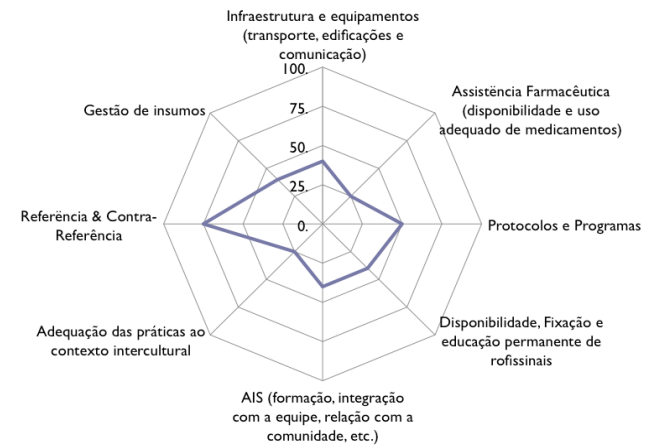 Infraestrutura e equipamentos
(transporte, edificações e
comunicação)
100.
75.
50.
25.
0.
Assistëncia Farmacêutica
(disponibilidade e uso
adequado de medicamentos)
Protocolos e Programas
Disponibilidade, Fixação e
educação permanente de
rofissinais
AIS (formação, integração
com a equipe, relação com a
comunidade, etc.)
Adequação das práticas ao
contexto intercultural
Referëncia & Contra-
Referência
Gestão de insumos